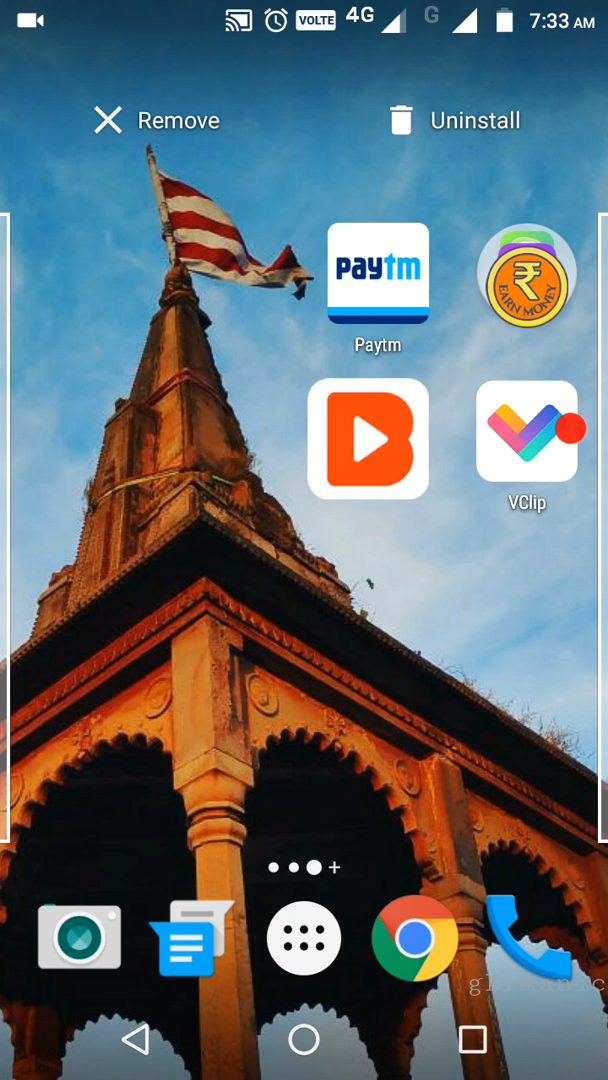 VOLTE 4G G 7:33 AM
Remove Uninstall
paytm
₹
EARN MONEY
Paytm
VClip